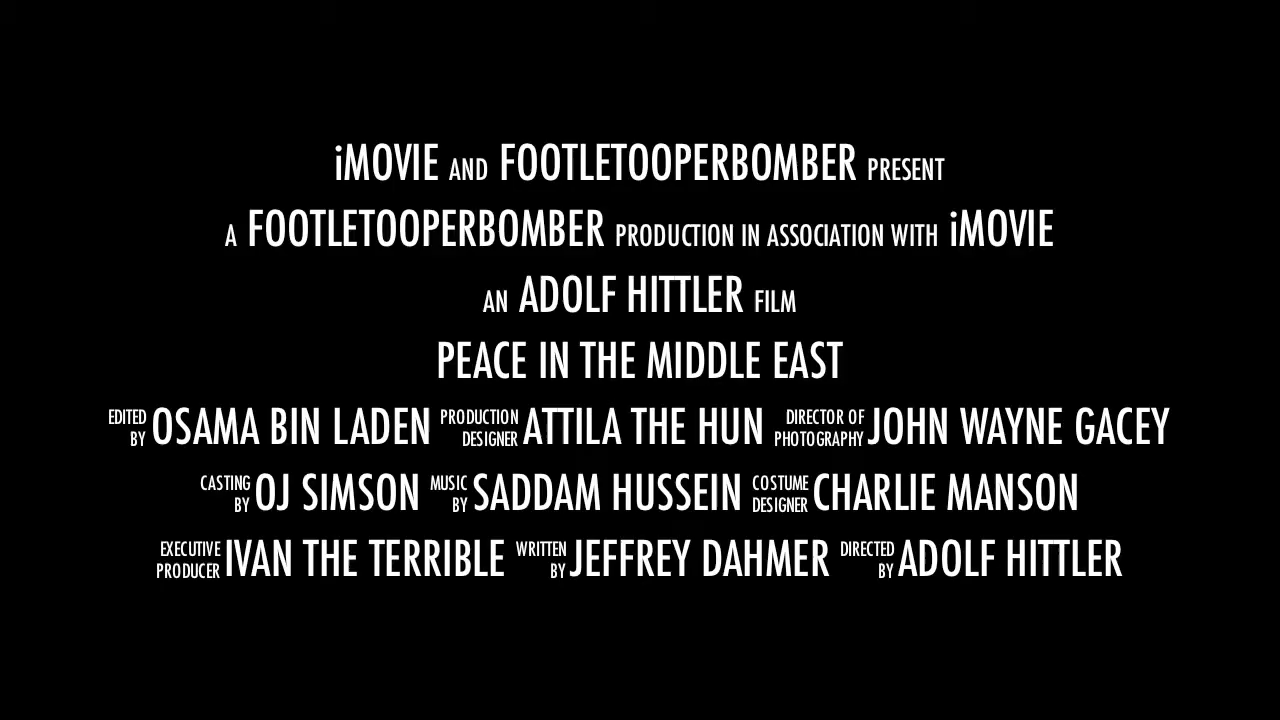 iMOVIE AND FOOTLETOOPERBOMBER PRESENT
A FOOTLETOOPERBOMBER PRODUCTION IN ASSOCIATION WITH iMOVIE
AN ADOLF HITTLER FILM
PEACE IN THE MIDDLE EAST
EDITED BY OSAMA BIN LADEN PRODUCTION DESIGNER ATTILA THE HUN DIRECTOR OF PHOTOGRAPHY JOHN WAYNE GACEY
CASTING BY OJ SIMSON MUSIC BY SADDAM HUSSEIN COSTUME DESIGNER CHARLIE MANSON
EXECUTIVE PRODUCER IVAN THE TERRIBLE WRITTEN BY JEFFREY DAHMER DIRECTED BY ADOLF HITTLER